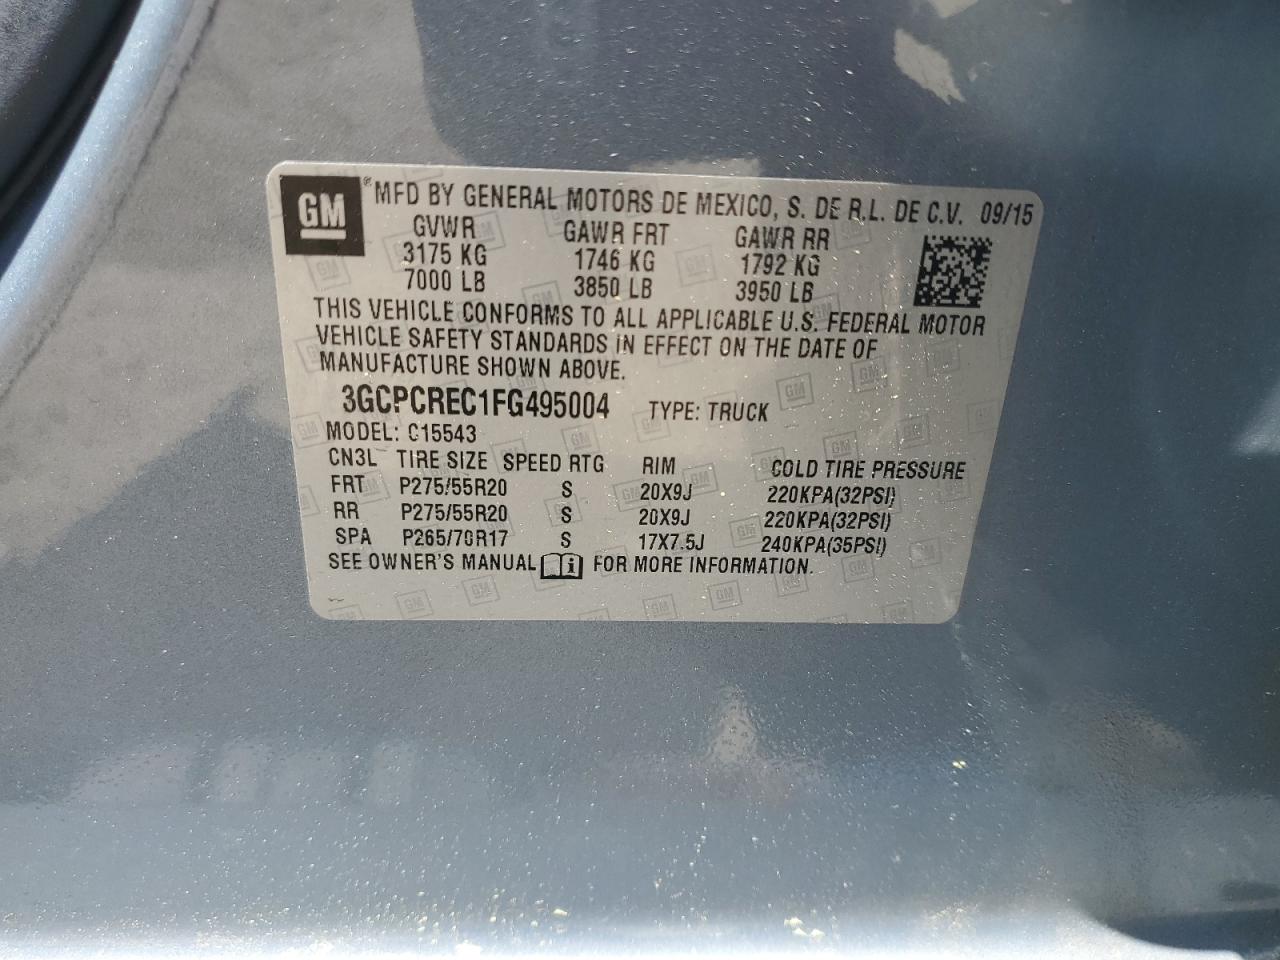 GM ® MFD BY GENERAL MOTORS DE MEXICO, S. DE R.L. DE C.V. 09/15
GVWR GAWR FRT GAWR RR
3175 KG 1746 KG 1792 KG
7000 LB 3850 LB 3950 LB
THIS VEHICLE CONFORMS TO ALL APPLICABLE U.S. FEDERAL MOTOR
VEHICLE SAFETY STANDARDS IN EFFECT ON THE DATE OF
MANUFACTURE SHOWN ABOVE.
3GCPCREC1FG495004 TYPE: TRUCK
MODEL: C15543
CN3L TIRE SIZE SPEED RTG RIM COLD TIRE PRESSURE
FRT P275/55R20 S 20X9J 220KPA(32PSI)
RR P275/55R20 S 20X9J 220KPA(32PSI)
SPA P265/70R17 S 17X7.5J 240KPA(35PSI)
SEE OWNER'S MANUAL i FOR MORE INFORMATION.